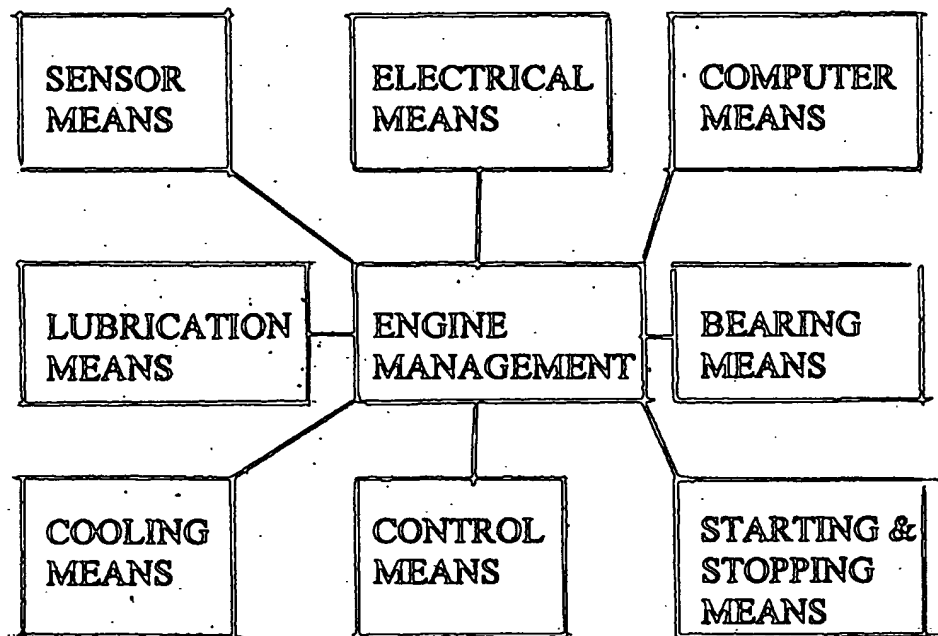 SENSOR
MEANS
ELECTRICAL
MEANS
COMPUTER
MEANS
LUBRICATION
MEANS
ENGINE
MANAGEMENT
BEARING
MEANS
COOLING
MEANS
CONTROL
MEANS
STARTING &
STOPPING
MEANS